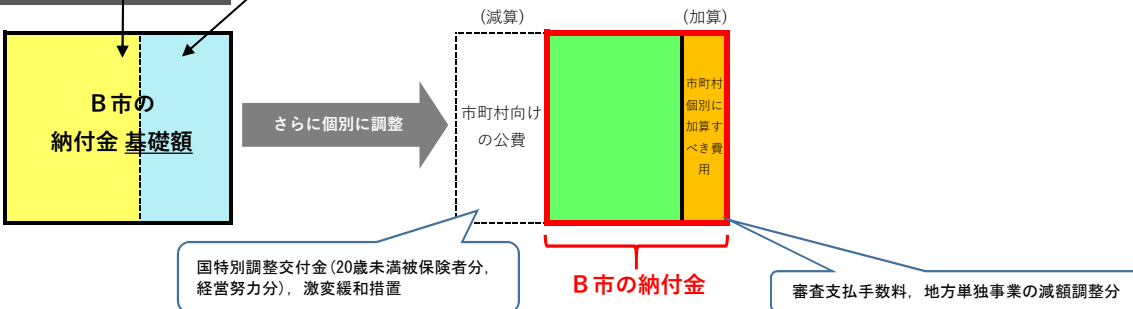 (減算)
(加算)
B市の
納付金 基礎額
さらに個別に調整
市町村向け
の公費
市町村
個別に
加算す
べき費
用
国特別調整交付金(20歳未満被保険者分,
経営努力分), 激変緩和措置
B市の納付金
審査支払手数料, 地方単独事業の減額調整分